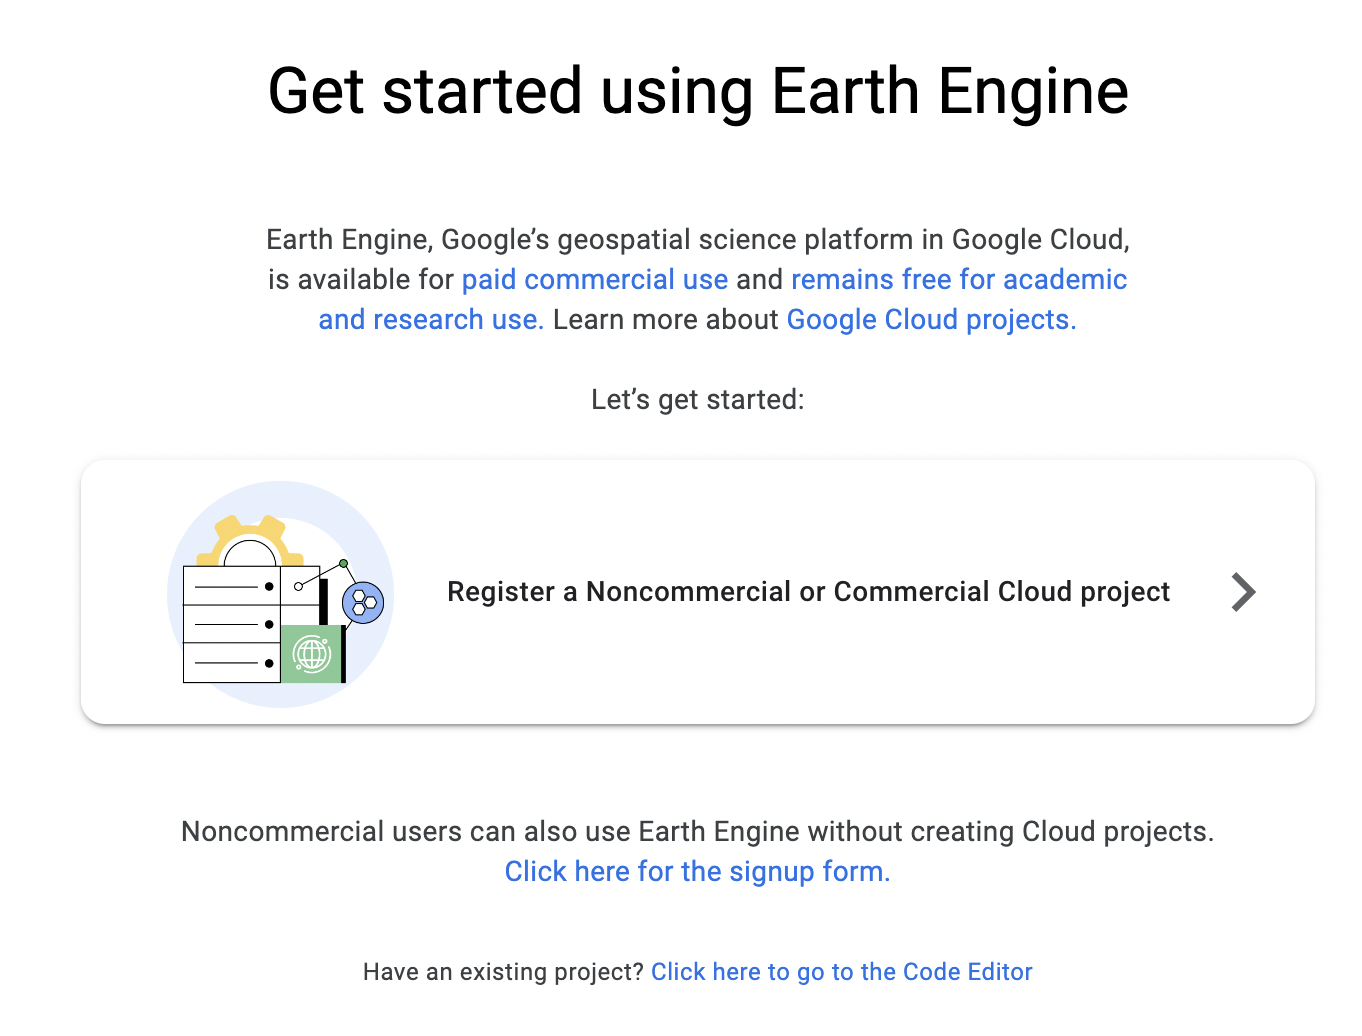 Get started using Earth Engine
Earth Engine, Google’s geospatial science platform in Google Cloud,
is available for paid commercial use and remains free for academic
and research use. Learn more about Google Cloud projects.
Let’s get started:
Register a Noncommercial or Commercial Cloud project
Noncommercial users can also use Earth Engine without creating Cloud projects.
Click here for the signup form.
Have an existing project? Click here to go to the Code Editor